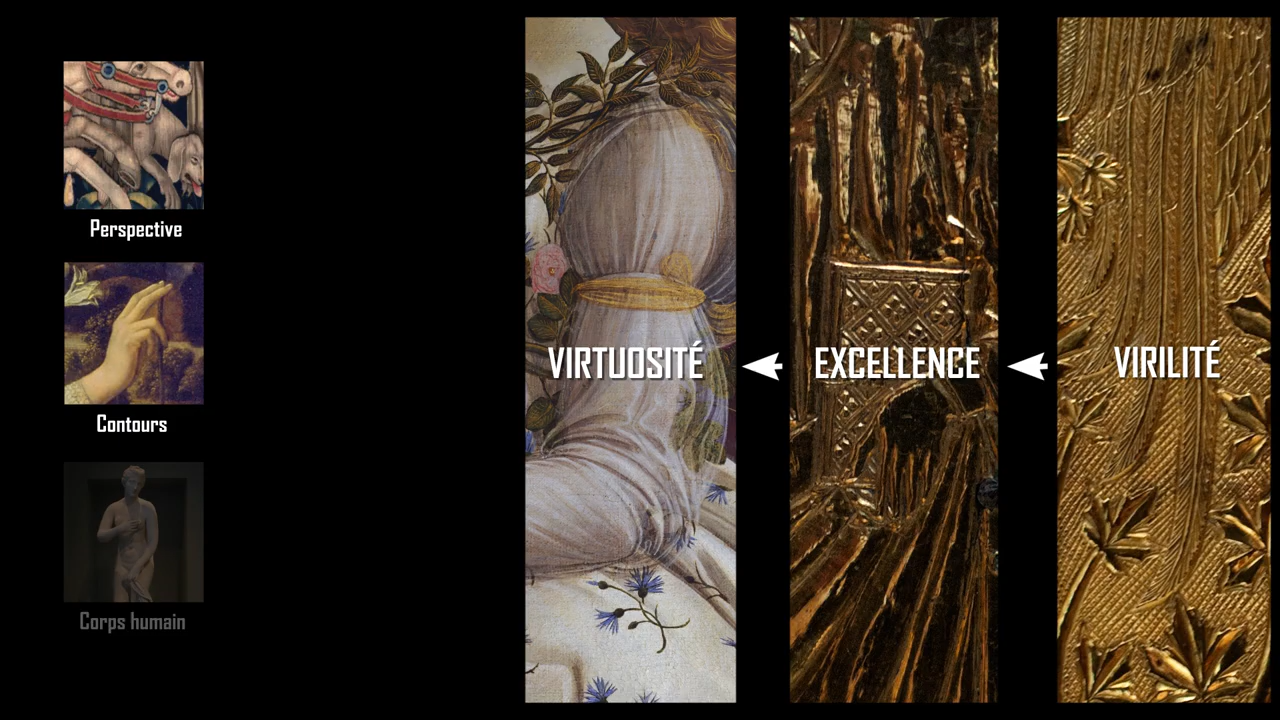 Perspective
Contours
Corps humain
VIRTUOSITÉ
EXCELLENCE
VIRILITÉ